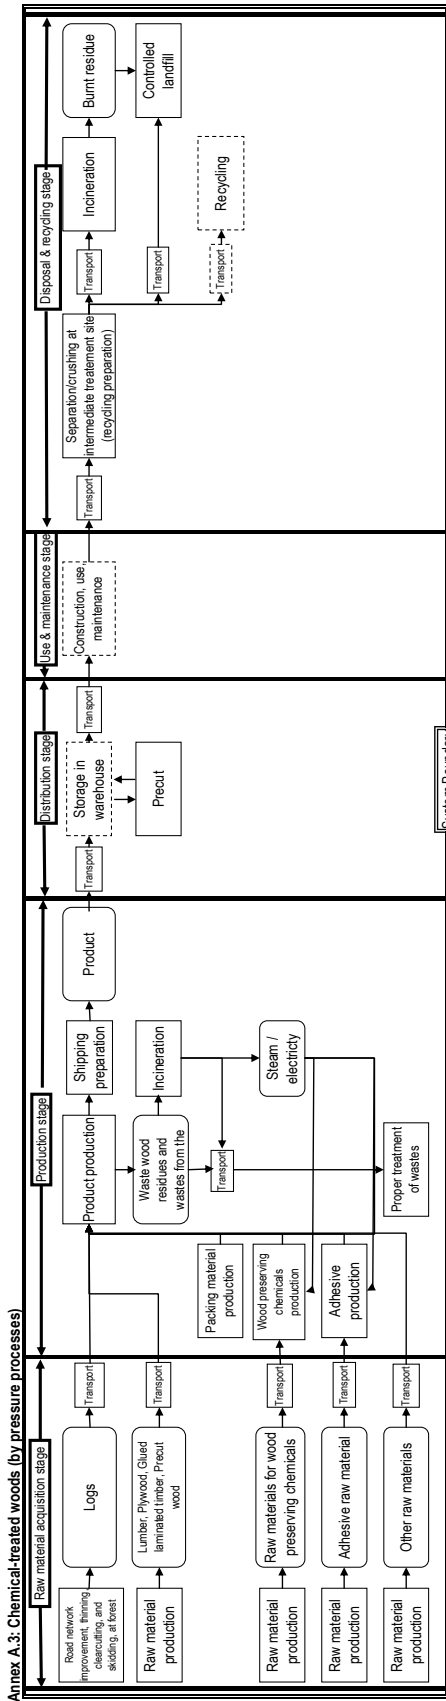 Annex A.3: Chemical-treated woods (by pressure processes)
Raw material acquisition stage
Production stage
Distribution stage
Use & maintenance stage
Disposal & recycling stage
Road network
improvement, thinning,
clearcutting, and
skidding, at forest
Logs
Transport
Raw material
production
Lumber, Plywood, Glued
laminated timber, Precut
wood
Transport
Raw material
production
Raw materials for wood
preserving chemicals
Transport
Raw material
production
Adhesive raw material
Transport
Raw material
production
Other raw materials
Transport
Product production
Shipping
preparation
Product
Waste wood
residues and
wastes from the
Incineration
Transport
Steam /
electricty
Packing material
production
Wood preserving
chemicals
production
Adhesive
production
Proper treatment
of wastes
Transport
Storage in
warehouse
Precut
Transport
Construction, use,
maintenance
Transport
Separation/crushing at
intermediate treatement site
(recycling preparation)
Transport
Incineration
Burnt residue
Transport
Controlled
landfill
Transport
Recycling
System Boundary